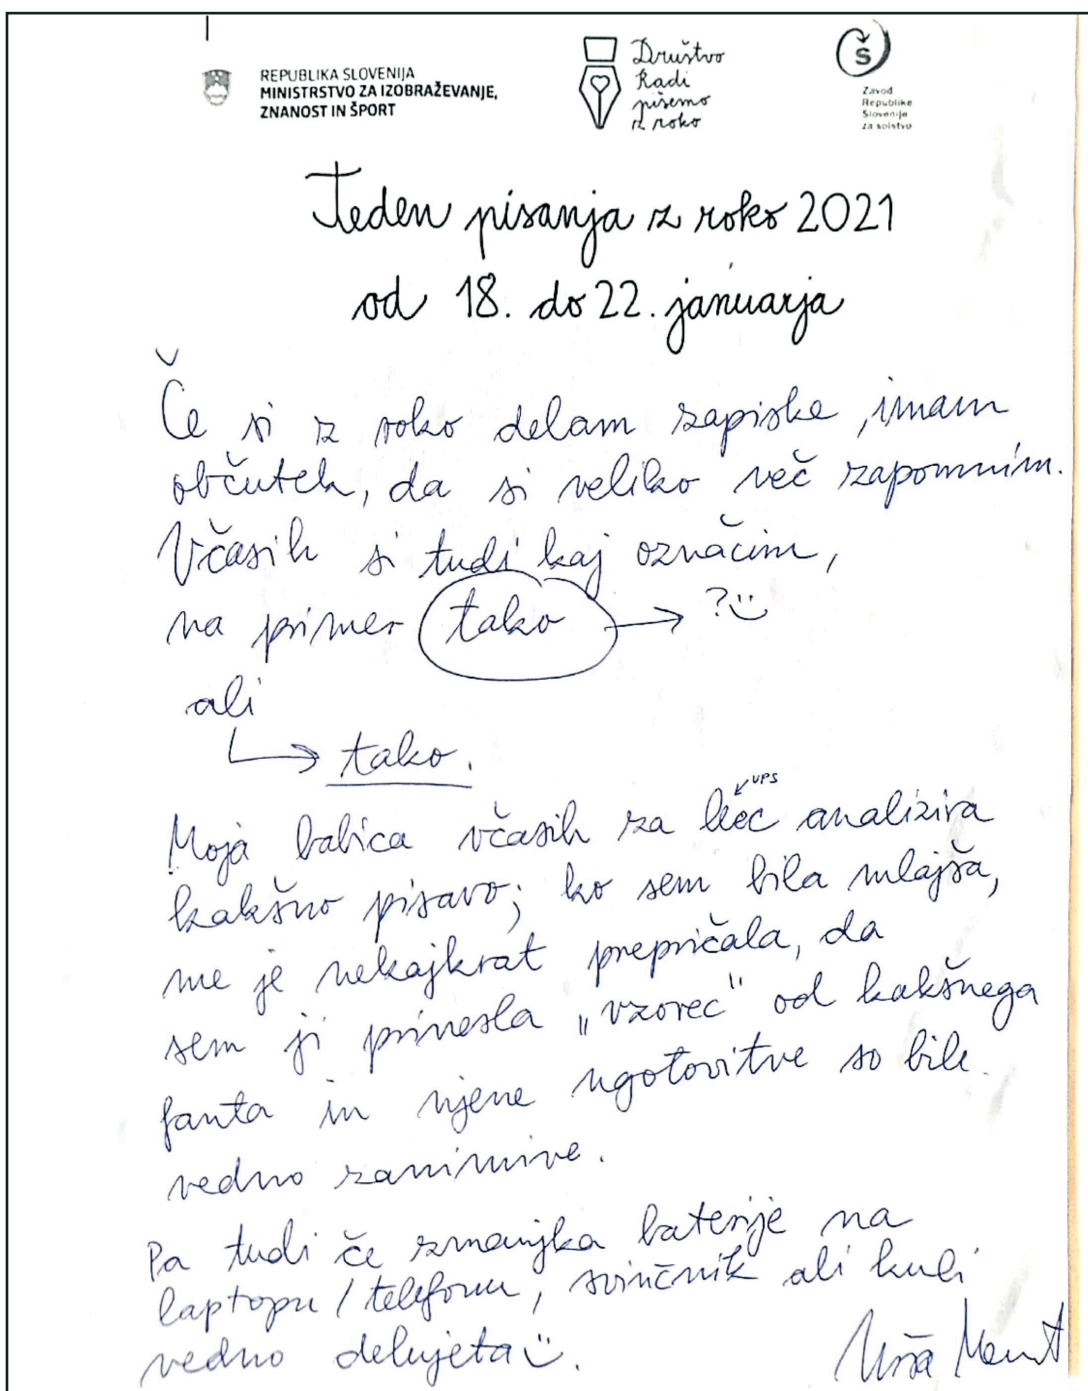 REPUBLIKA SLOVENIJA
MINISTRSTVO ZA IZOBRAŽEVANJE,
ZNANOST IN ŠPORT
Društvo
Radi
pišemo
z roko
Š
Zavod
Republike
Slovenije
za šolstvo
Teden pisanja z roko 2021
od 18. do 22. januarja
Če si z roko delam zapiske, imam
občutek, da si veliko več zapomnim.
Včasih si tudi kaj označim,
na primer tako → ? :)
ali
↳ tako.
UPS
Moja babica včasih za analizira
kakšno pisavo; ko sem bila mlajša,
me je nekajkrat prepričala, da
sem ji prinesla „vzorec" od kakšnega
fanta in njene ugotovitve so bile
vedno zanimive.
Pa tudi če zmanjka baterije na
laptopu / telefonu, svinčnik ali kuli
vedno delujeta :).